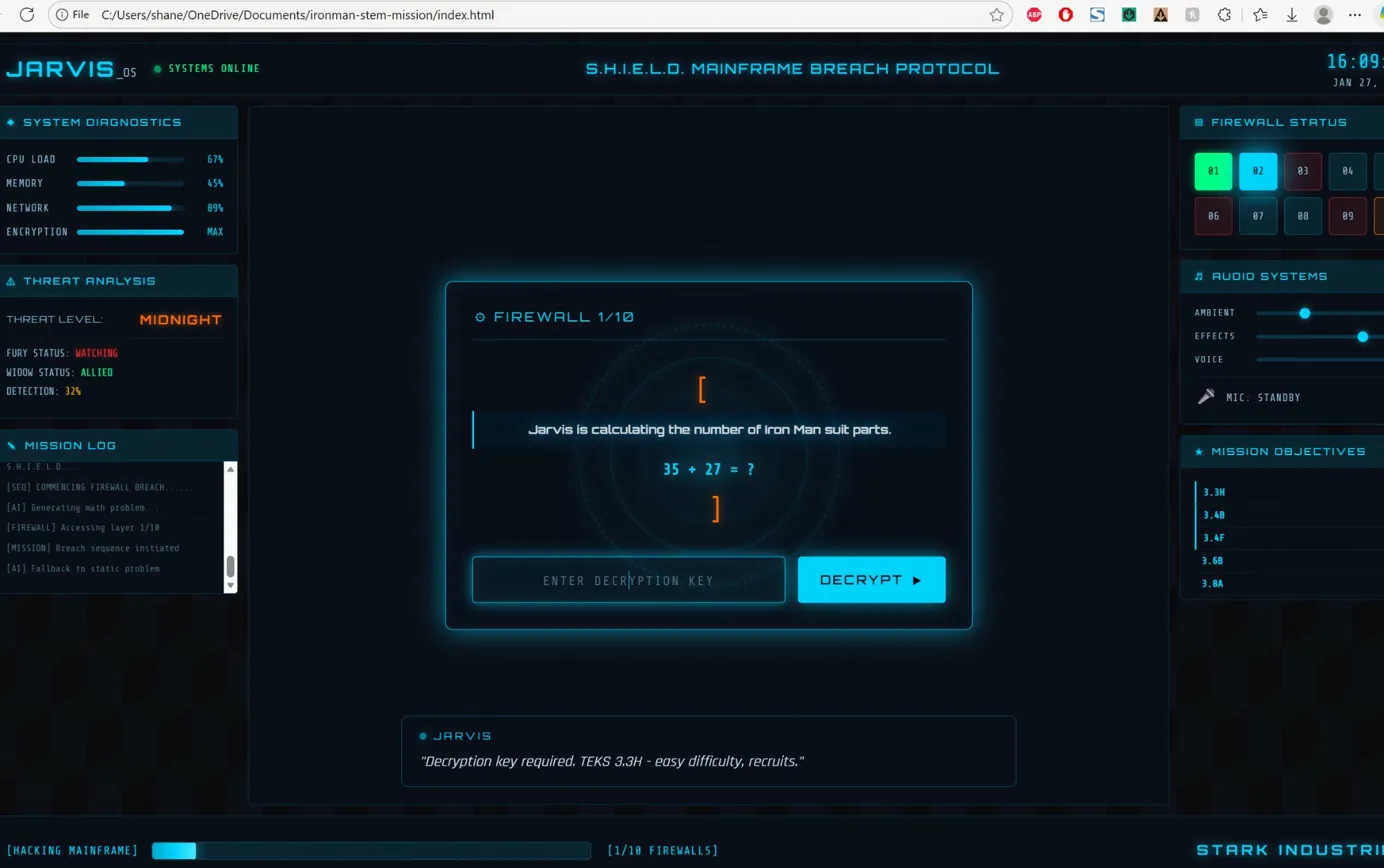 File C:/Users/shane/OneDrive/Documents/ironman-stem-mission/index.html
ABP
JARVIS_OS
SYSTEMS ONLINE
S.H.I.E.L.D. MAINFRAME BREACH PROTOCOL
16:09:
JAN 27,
SYSTEM DIAGNOSTICS
CPU LOAD 67%
MEMORY 45%
NETWORK 89%
ENCRYPTION MAX
THREAT ANALYSIS
THREAT LEVEL: MIDNIGHT
FURY STATUS: WATCHING
WIDOW STATUS: ALLIED
DETECTION: 32%
MISSION LOG
S.H.I.E.L.D....
[SEQ] COMMENCING FIREWALL BREACH......
[AI] Generating math problem...
[FIREWALL] Accessing layer 1/10
[MISSION] Breach sequence initiated
[AI] Fallback to static problem
FIREWALL 1/10
[
Jarvis is calculating the number of Iron Man suit parts.
35 + 27 = ?
]
ENTER DECRYPTION KEY
DECRYPT ▶
JARVIS
"Decryption key required. TEKS 3.3H - easy difficulty, recruits."
FIREWALL STATUS
01 02 03 04
06 07 08 09
AUDIO SYSTEMS
AMBIENT
EFFECTS
VOICE
MIC: STANDBY
MISSION OBJECTIVES
3.3H
3.4B
3.4F
3.6B
3.8A
[HACKING MAINFRAME]
[1/10 FIREWALLS]
STARK INDUSTRI